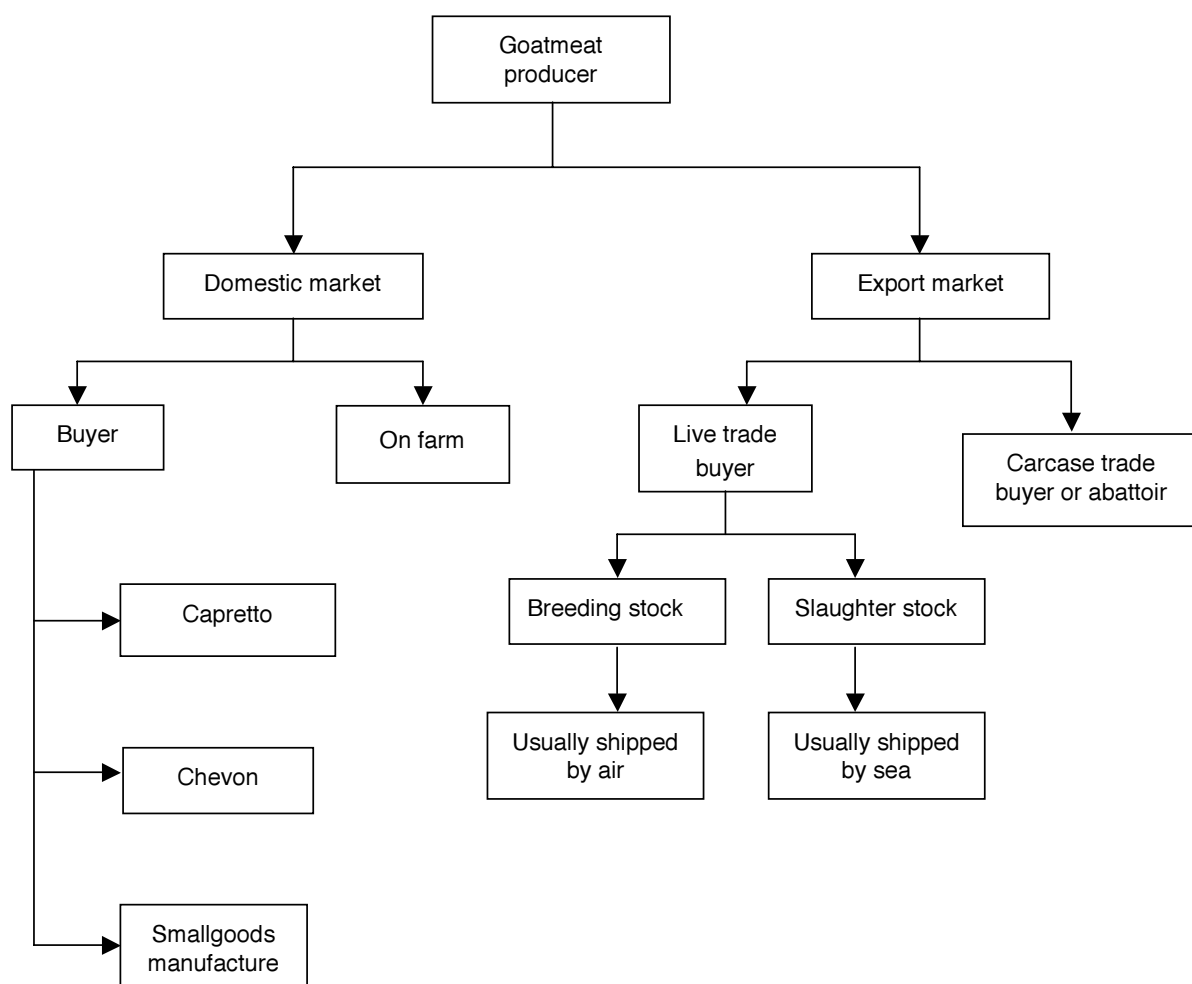 Goatmeat
producer
Domestic market
Export market
Buyer
On farm
Live trade
buyer
Carcase trade
buyer or abattoir
Breeding stock
Slaughter stock
Capretto
Usually shipped
by air
Usually shipped
by sea
Chevon
Smallgoods
manufacture